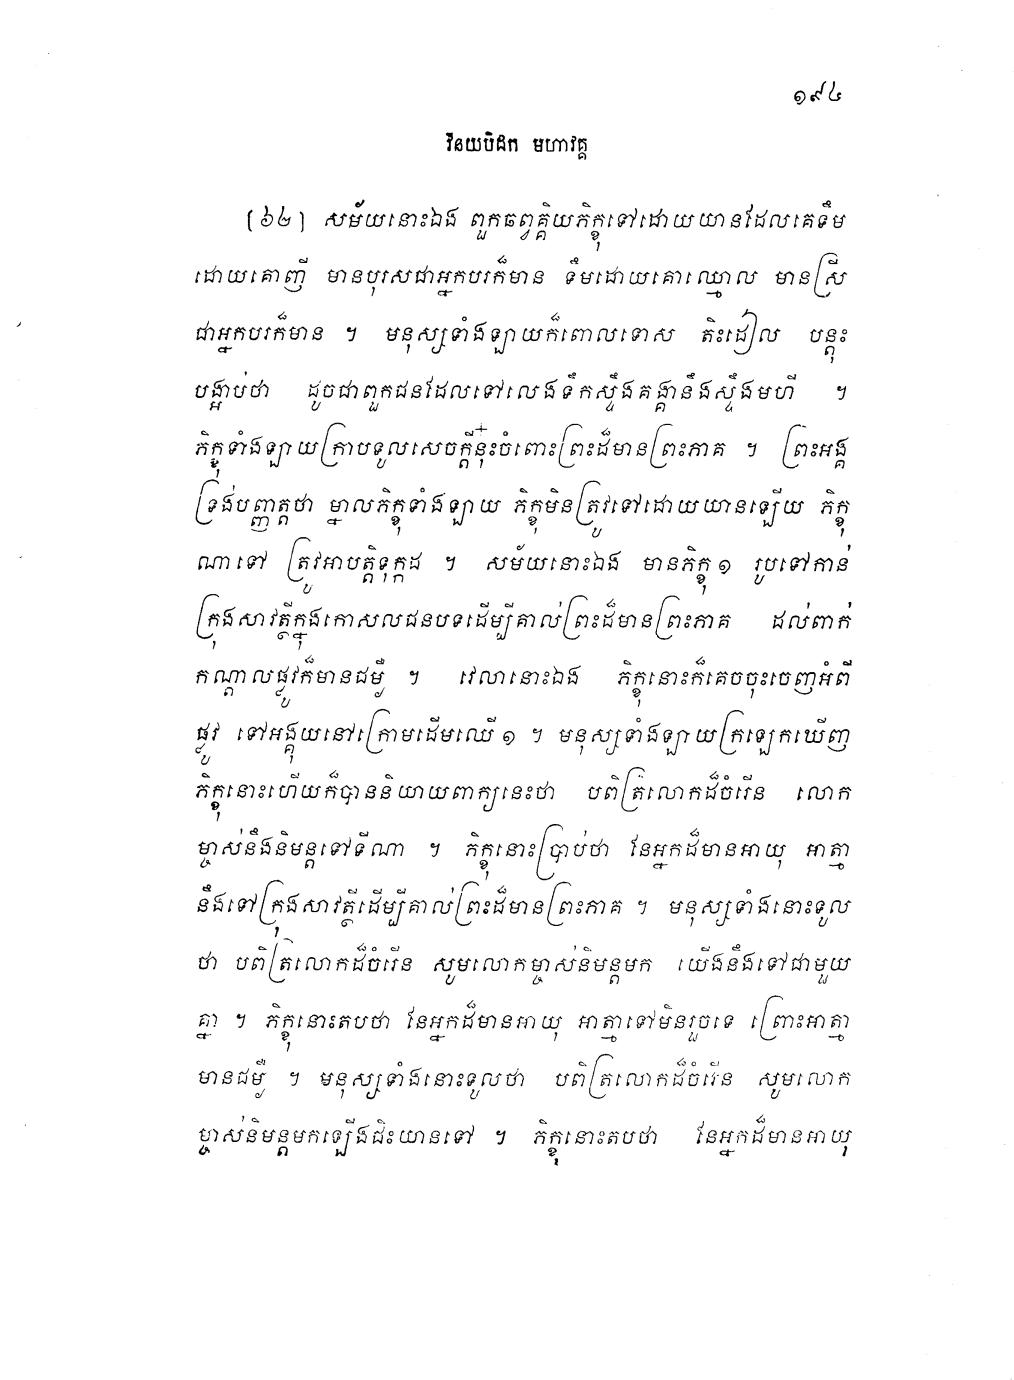 ១៩៤
វិនយបិដក មហាវគ្គ
[៦៤] សម័យនោះឯង ពួកឆព្វគ្គិយភិក្ខុទៅដោយយានដែលគេទឹម
ដោយគោញី មានបុរសជាអ្នកបរក៏មាន ទឹមដោយគោឈ្មោល មានស្រី
ជាអ្នកបរក៏មាន ។ មនុស្សទាំងឡាយក៏ពោលទោស តិះដៀល បន្តុះ
បង្អាប់ថា ដូចជាពួកជនដែលទៅលេងទឹកស្ទឹងគង្គានឹងស្ទឹងមហី ។
ភិក្ខុទាំងឡាយក្រាបទូលសេចក្តីនុ៎ះចំពោះព្រះដ៏មានព្រះភាគ ។ ព្រះអង្គ
ទ្រង់បញ្ញាត្តថា ម្នាលភិក្ខុទាំងឡាយ ភិក្ខុមិនត្រូវទៅដោយយានឡើយ ភិក្ខុ
ណាទៅ ត្រូវអាបត្តិទុក្កដ ។ សម័យនោះឯង មានភិក្ខុ ១ រូបទៅកាន់
ក្រុងសាវត្ថីក្នុងកោសលជនបទដើម្បីគាល់ព្រះដ៏មានព្រះភាគ ដល់ពាក់
កណ្តាលផ្លូវក៏មានជម្ងឺ ។ វេលានោះឯង ភិក្ខុនោះក៏គេចចុះចេញអំពី
ផ្លូវ ទៅអង្គុយនៅក្រោមដើមឈើ ១ ។ មនុស្សទាំងឡាយក្រឡេកឃើញ
ភិក្ខុនោះហើយក៏បាននិយាយពាក្យនេះថា បពិត្រលោកដ៏ចំរើន លោក
ម្ចាស់នឹងនិមន្តទៅទីណា ។ ភិក្ខុនោះប្រាប់ថា នែអ្នកដ៏មានអាយុ អាត្មា
នឹងទៅក្រុងសាវត្ថីដើម្បីគាល់ព្រះដ៏មានព្រះភាគ ។ មនុស្សទាំងនោះទូល
ថា បពិត្រលោកដ៏ចំរើន សូមលោកម្ចាស់និមន្តមក យើងនឹងទៅជាមួយ
គ្នា ។ ភិក្ខុនោះតបថា នែអ្នកដ៏មានអាយុ អាត្មាទៅមិនរួចទេ ព្រោះអាត្មា
មានជម្ងឺ ។ មនុស្សទាំងនោះទូលថា បពិត្រលោកដ៏ចំរើន សូមលោក
ម្ចាស់និមន្តមកឡើងជិះយានទៅ ។ ភិក្ខុនោះតបថា នែអ្នកដ៏មានអាយុ